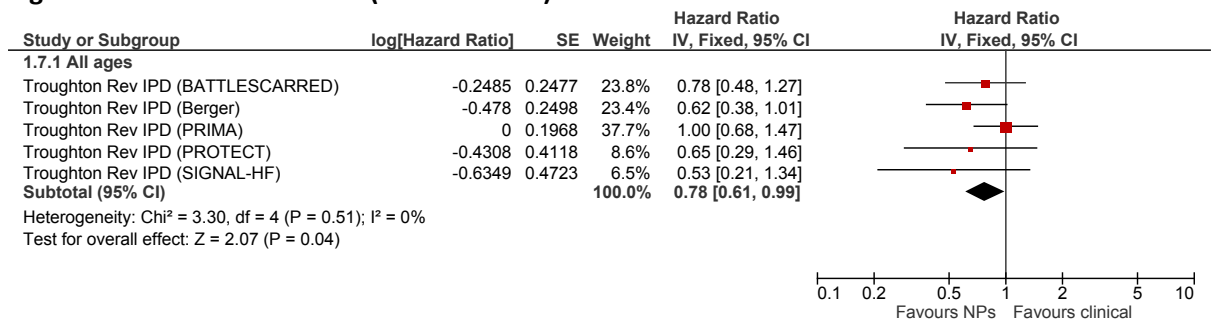 Hazard Ratio Hazard Ratio
Study or Subgroup log[Hazard Ratio] SE Weight IV, Fixed, 95% CI IV, Fixed, 95% CI
1.7.1 All ages
Troughton Rev IPD (BATTLESCARRED) -0.2485 0.2477 23.8% 0.78 [0.48, 1.27]
Troughton Rev IPD (Berger) -0.478 0.2498 23.4% 0.62 [0.38, 1.01]
Troughton Rev IPD (PRIMA) 0 0.1968 37.7% 1.00 [0.68, 1.47]
Troughton Rev IPD (PROTECT) -0.4308 0.4118 8.6% 0.65 [0.29, 1.46]
Troughton Rev IPD (SIGNAL-HF) -0.6349 0.4723 6.5% 0.53 [0.21, 1.34]
Subtotal (95% CI) 100.0% 0.78 [0.61, 0.99]
Heterogeneity: Chi² = 3.30, df = 4 (P = 0.51); I² = 0%
Test for overall effect: Z = 2.07 (P = 0.04)
0.1 0.2 0.5 1 2 5 10
Favours NPs Favours clinical